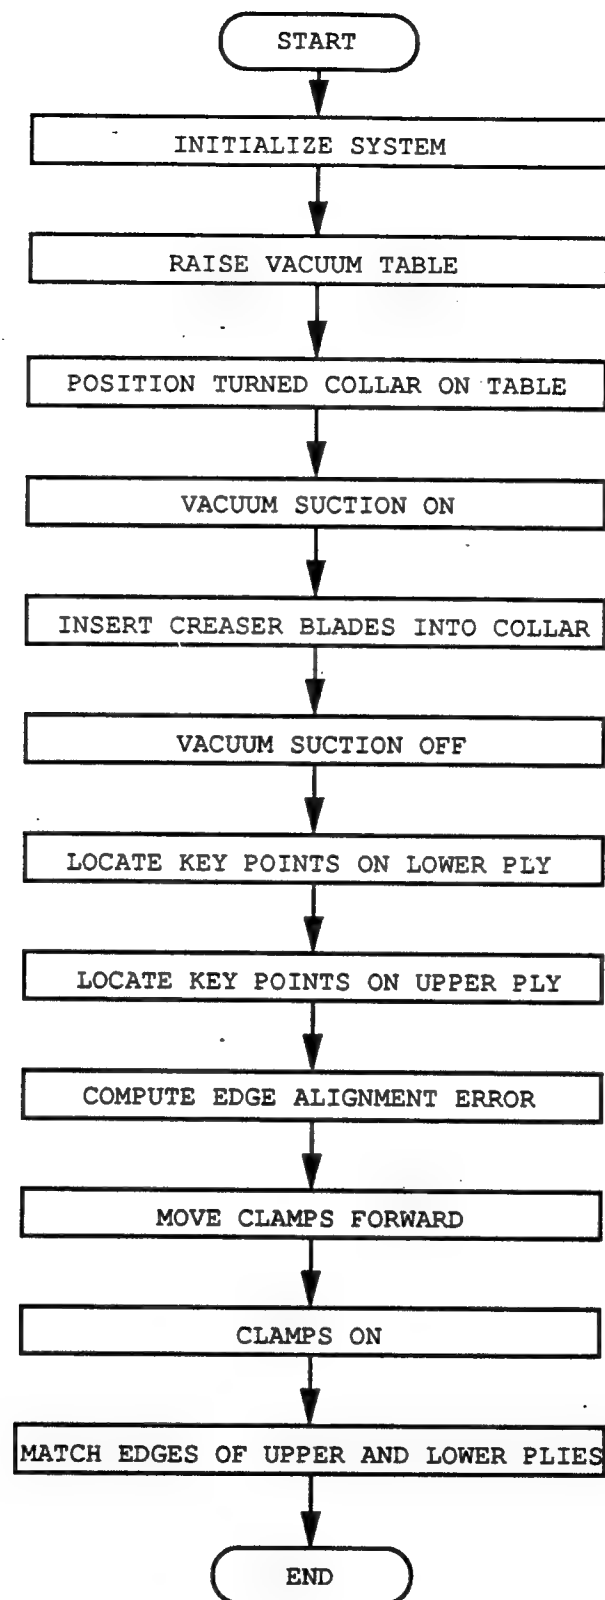 START
INITIALIZE SYSTEM
RAISE VACUUM TABLE
POSITION TURNED COLLAR ON TABLE
VACUUM SUCTION ON
INSERT CREASER BLADES INTO COLLAR
VACUUM SUCTION OFF
LOCATE KEY POINTS ON LOWER PLY
LOCATE KEY POINTS ON UPPER PLY
COMPUTE EDGE ALIGNMENT ERROR
MOVE CLAMPS FORWARD
CLAMPS ON
MATCH EDGES OF UPPER AND LOWER PLIES
END